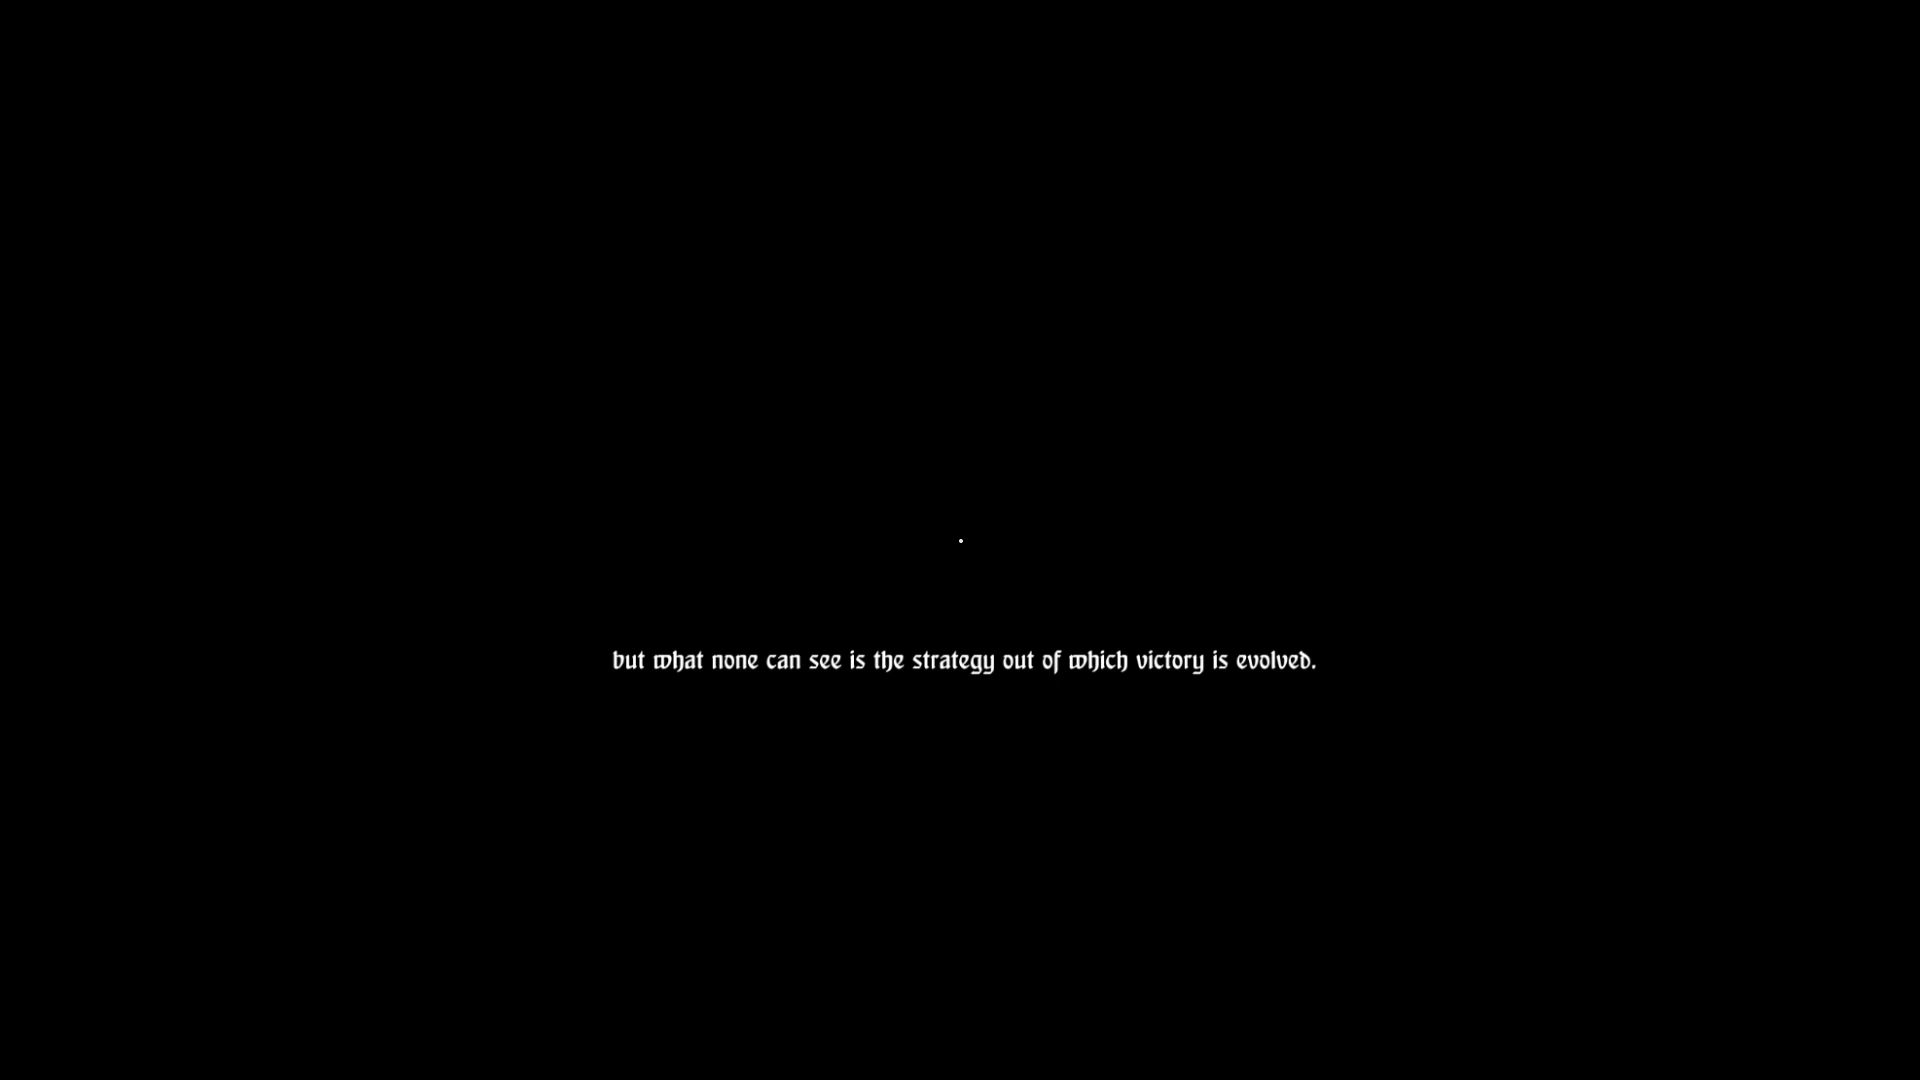 but what none can see is the strategy out of which victory is evolved.